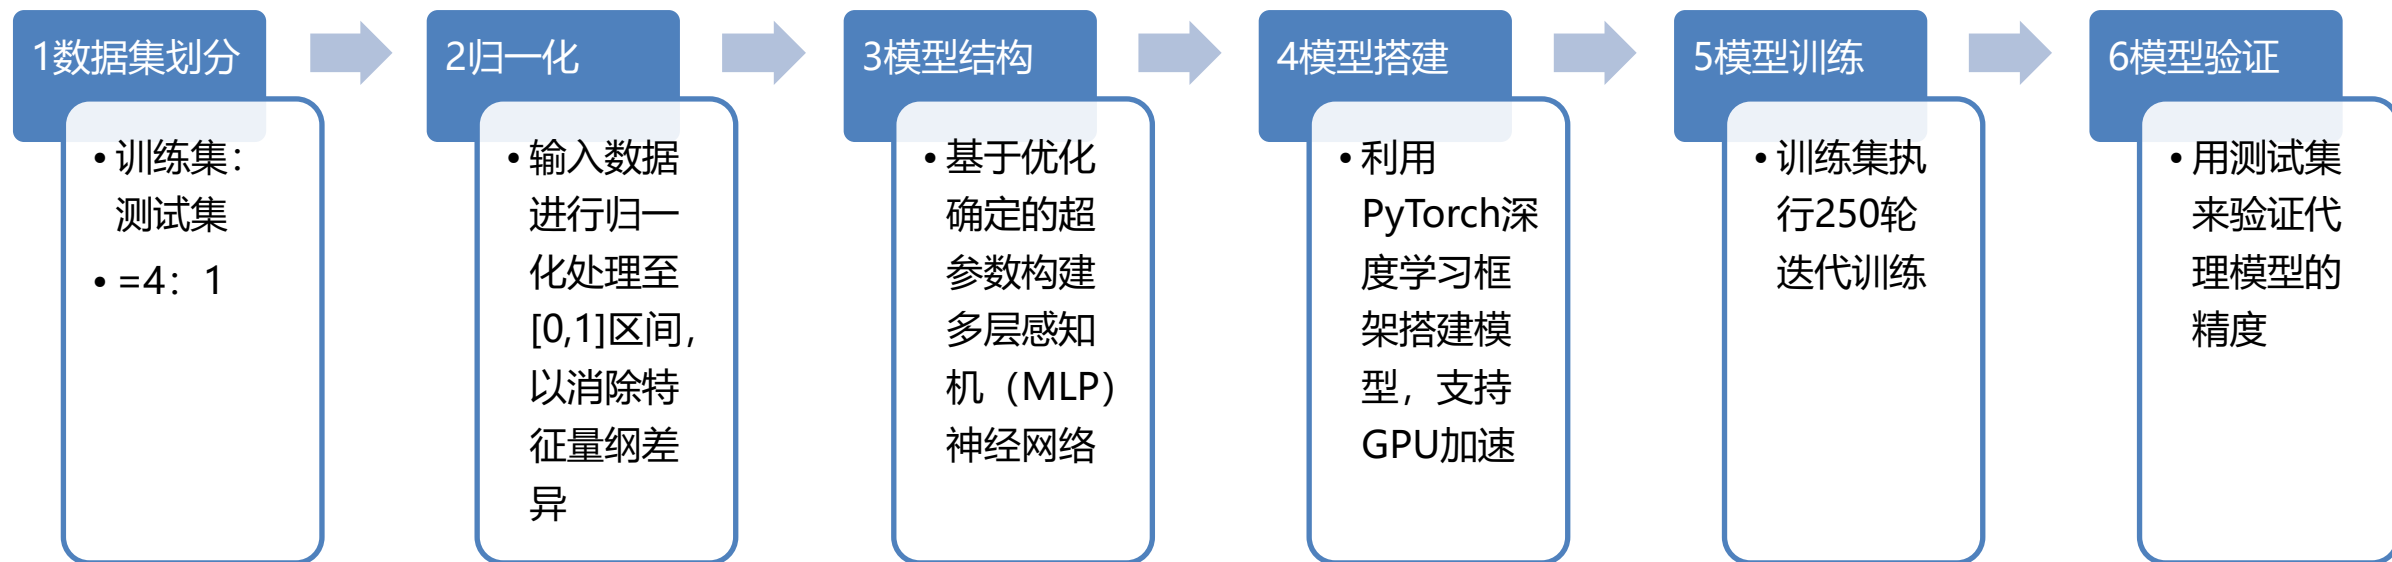 1数据集划分
• 训练集：
测试集
• =4：1
2归一化
• 输入数据
进行归一
化处理至
[0,1]区间，
以消除特
征量纲差
异
3模型结构
• 基于优化
确定的超
参数构建
多层感知
机（MLP）
神经网络
4模型搭建
• 利用
PyTorch深
度学习框
架搭建模
型，支持
GPU加速
5模型训练
• 训练集执
行250轮
迭代训练
6模型验证
• 用测试集
来验证代
理模型的
精度